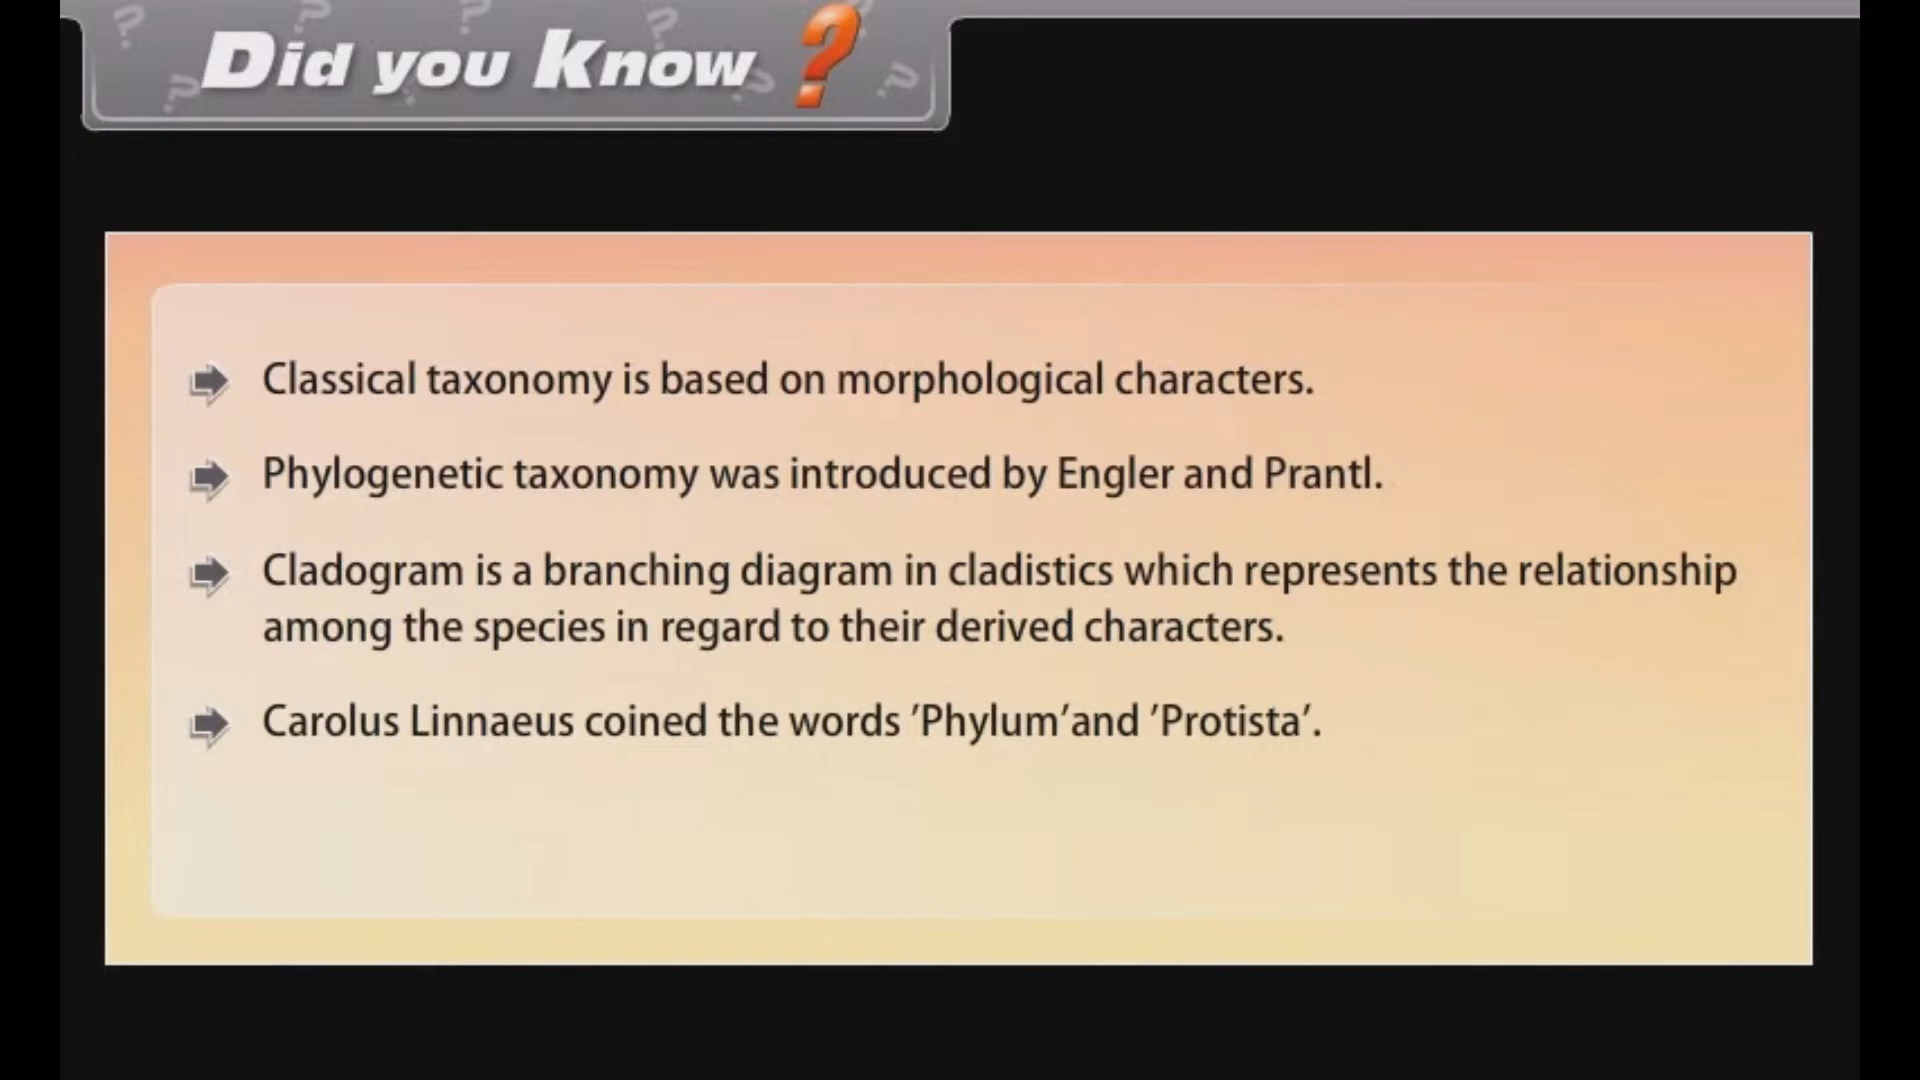 Did you Know ?
Classical taxonomy is based on morphological characters.
Phylogenetic taxonomy was introduced by Engler and Prantl.
Cladogram is a branching diagram in cladistics which represents the relationship
among the species in regard to their derived characters.
Carolus Linnaeus coined the words ’Phylum’and ’Protista’.